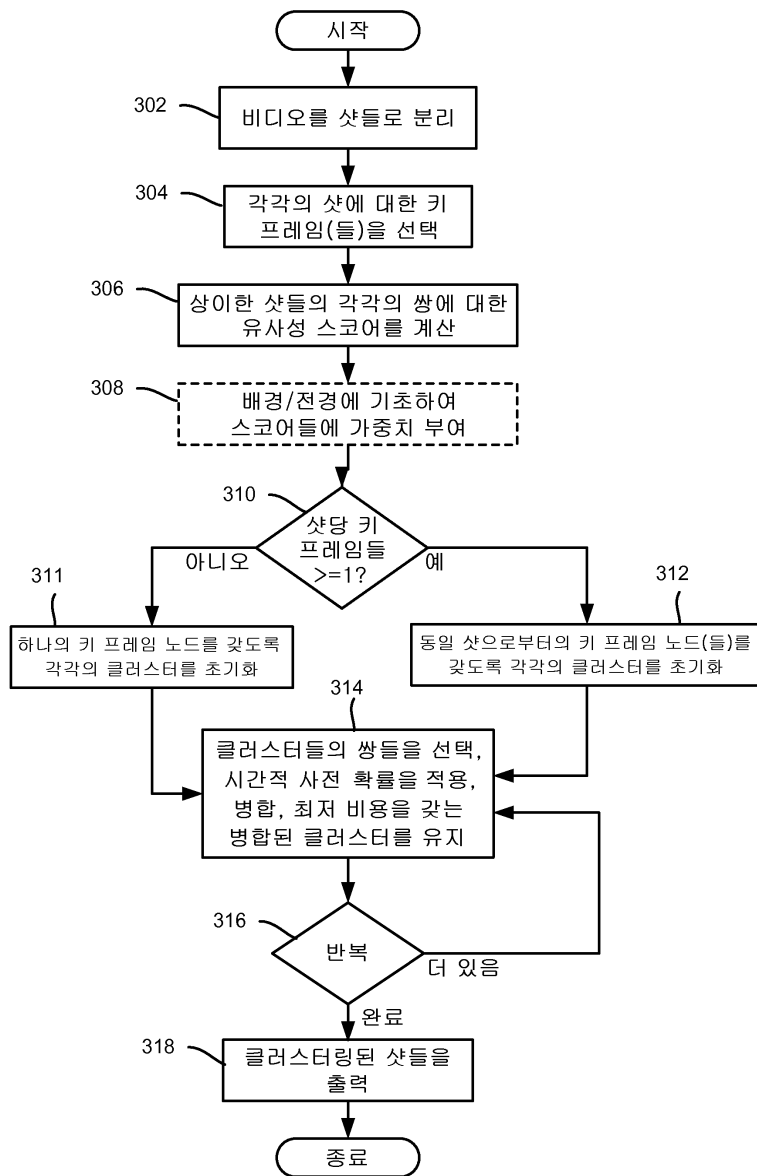 시작
302
비디오를 샷들로 분리
304
각각의 샷에 대한 키
프레임(들)을 선택
306
상이한 샷들의 각각의 쌍에 대한
유사성 스코어를 계산
308
배경/전경에 기초하여
스코어들에 가중치 부여
310
샷당 키
프레임들
>=1?
아니오
예
311
하나의 키 프레임 노드를 갖도록
각각의 클러스터를 초기화
312
동일 샷으로부터의 키 프레임 노드(들)를
갖도록 각각의 클러스터를 초기화
314
클러스터들의 쌍들을 선택,
시간적 사전 확률을 적용,
병합, 최저 비용을 갖는
병합된 클러스터를 유지
316
반복
더 있음
완료
318
클러스터링된 샷들을
출력
종료